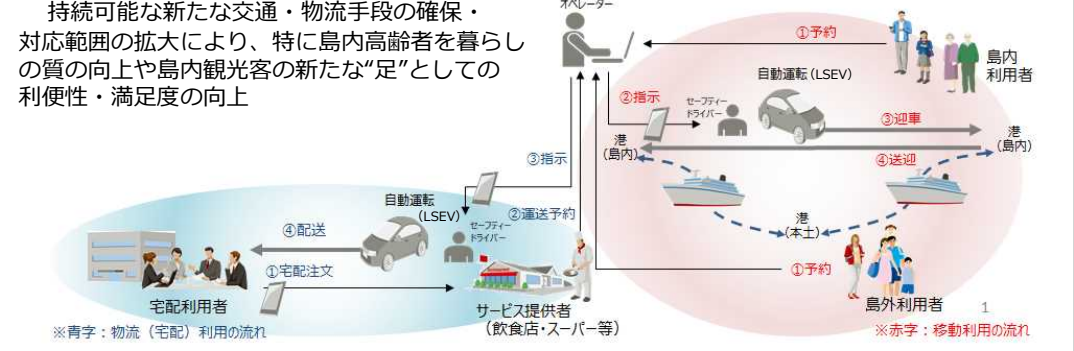 持続可能な新たな交通・物流手段の確保・
対応範囲の拡大により、特に島内高齢者を暮らし
の質の向上や島内観光客の新たな“足”としての
利便性・満足度の向上
オペレーター
①予約
島内
利用者
自動運転(LSEV)
②指示
セーフティー
ドライバー
③迎車
港
(島内)
港
(島内)
④送迎
③指示
港
(本土)
①予約
島外利用者
自動運転
(LSEV)
②運送予約
セーフティー
ドライバー
④配送
①宅配注文
宅配利用者
サービス提供者
(飲食店・スーパー等)
※青字：物流（宅配）利用の流れ
※赤字：移動利用の流れ
1